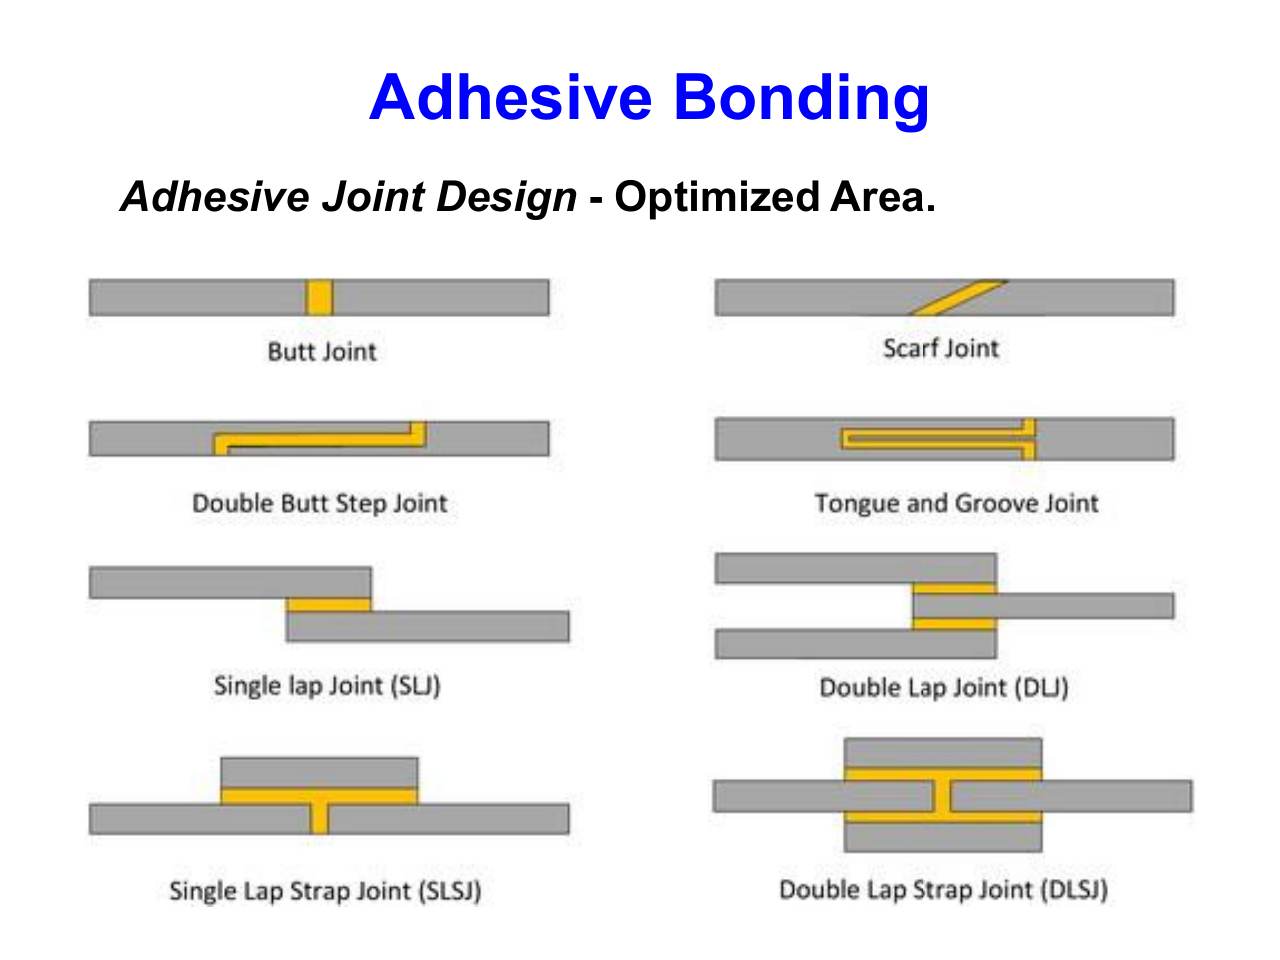 Adhesive Bonding
Adhesive Joint Design - Optimized Area.
Butt Joint
Scarf Joint
Double Butt Step Joint
Tongue and Groove Joint
Single lap Joint (SLJ)
Double Lap Joint (DLJ)
Single Lap Strap Joint (SLSJ)
Double Lap Strap Joint (DLSJ)